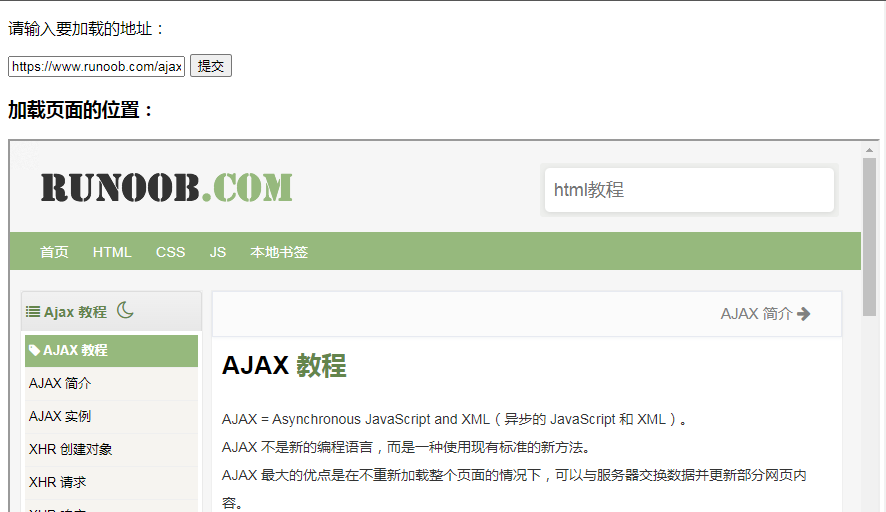 请输入要加载的地址：
https://www.runoob.com/ajax
提交
加载页面的位置：
RUNOOB.COM
html教程
首页 HTML CSS JS 本地书签
Ajax 教程
AJAX 教程
AJAX 简介
AJAX 实例
XHR 创建对象
XHR 请求
AJAX 简介
AJAX 教程
AJAX = Asynchronous JavaScript and XML（异步的 JavaScript 和 XML）。
AJAX 不是新的编程语言，而是一种使用现有标准的新方法。
AJAX 最大的优点是在不重新加载整个页面的情况下，可以与服务器交换数据并更新部分网页内
容。